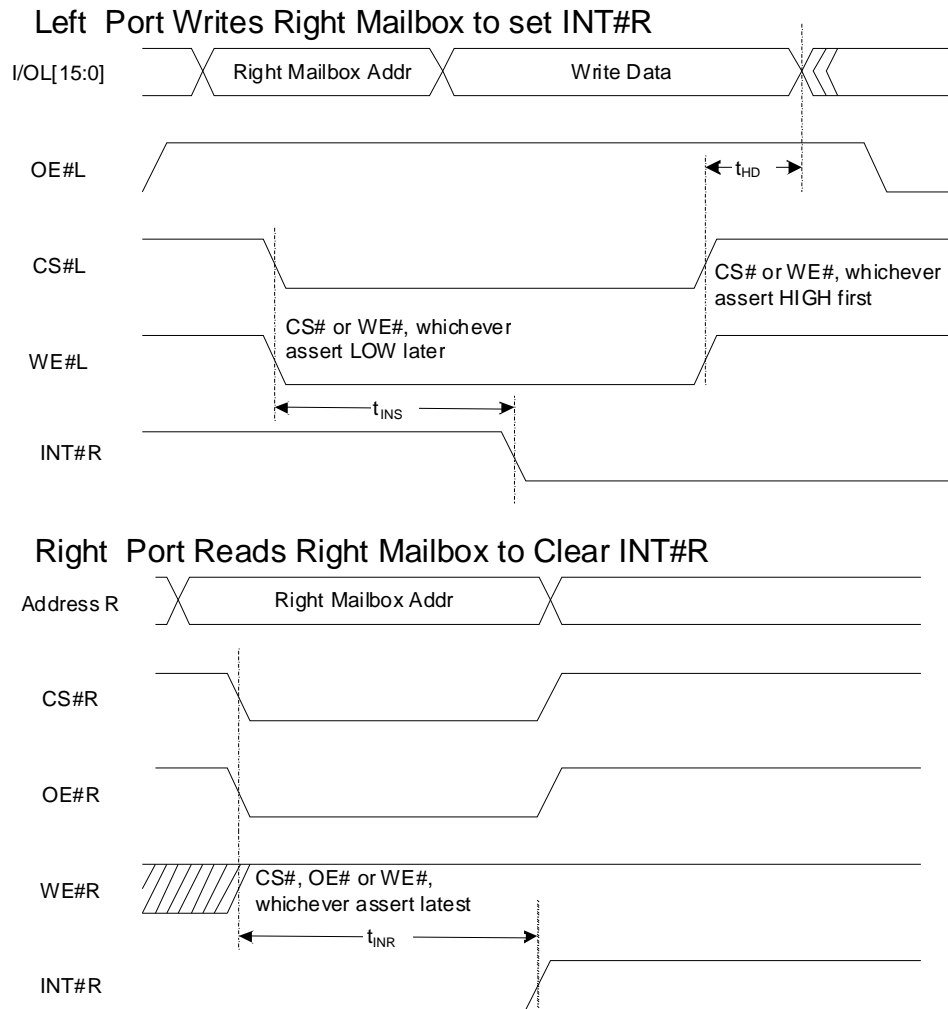 Left Port Writes Right Mailbox to set INT#R
I/OL[15:0]
Right Mailbox Addr
Write Data
OE#L
tHD
CS#L
CS# or WE#, whichever
assert HIGH first
CS# or WE#, whichever
assert LOW later
WE#L
tINS
INT#R
Right Port Reads Right Mailbox to Clear INT#R
Address R
Right Mailbox Addr
CS#R
OE#R
WE#R
CS#, OE# or WE#,
whichever assert latest
tINR
INT#R